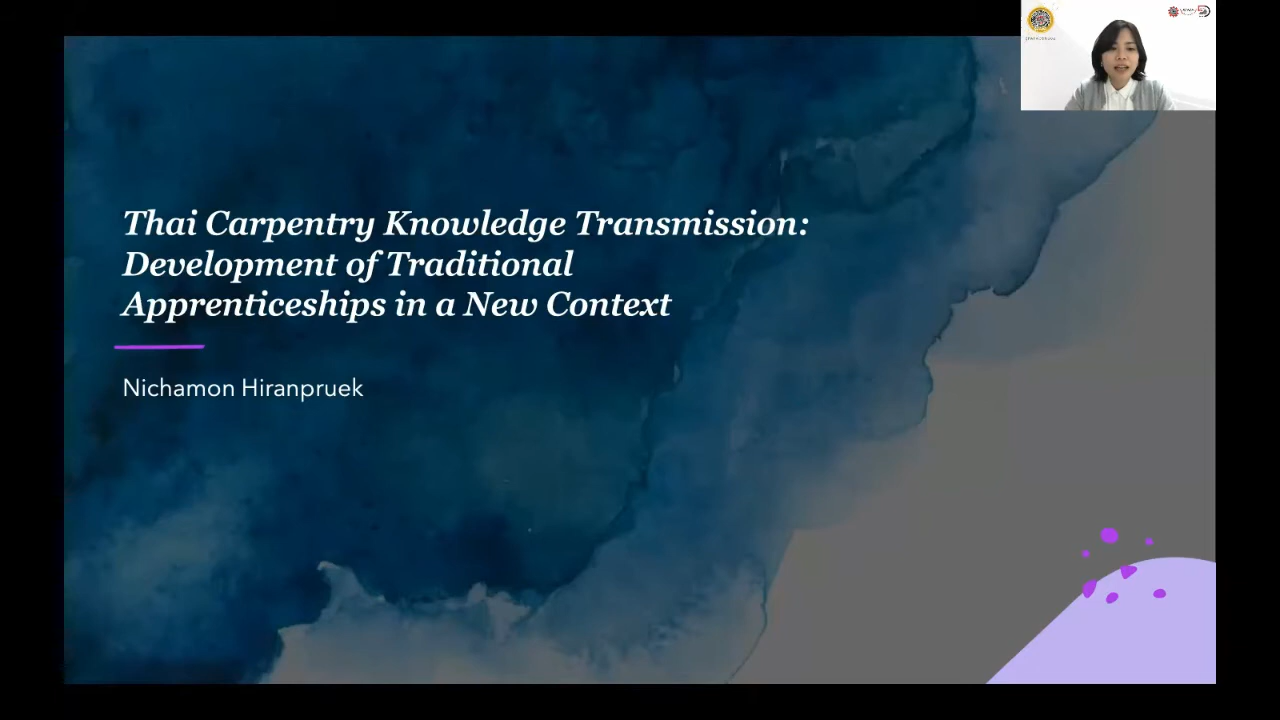 Thai Carpentry Knowledge Transmission:
Development of Traditional
Apprenticeships in a New Context
Nichamon Hiranpruek